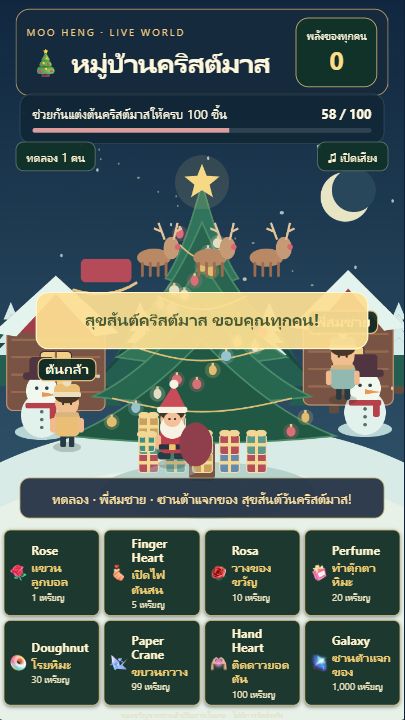 MOO HENG · LIVE WORLD
พลังของทุกคน
🎄 หมู่บ้านคริสต์มาส
0
ช่วยกันแต่งต้นคริสต์มาสให้ครบ 100 ชิ้น
58 / 100
ทดลอง 1 คน
♫ เปิดเสียง
สุขสันต์คริสต์มาส ขอบคุณทุกคน!
ต้นกล้า
ทดลอง · พี่สมชาย · ซานต้าแจกของ สุขสันต์วันคริสต์มาส!
Rose
แขวน
ลูกบอล
1 เหรียญ
Finger
Heart
เปิดไฟ
ต้นสน
5 เหรียญ
Rosa
วางของ
ขวัญ
10 เหรียญ
Perfume
ทำตุ๊กตา
หิมะ
20 เหรียญ
Doughnut
โรยหิมะ
30 เหรียญ
Paper
Crane
ขบวนกวาง
99 เหรียญ
Hand
Heart
ติดดาวยอด
ต้น
100 เหรียญ
Galaxy
ซานต้าแจก
ของ
1,000 เหรียญ